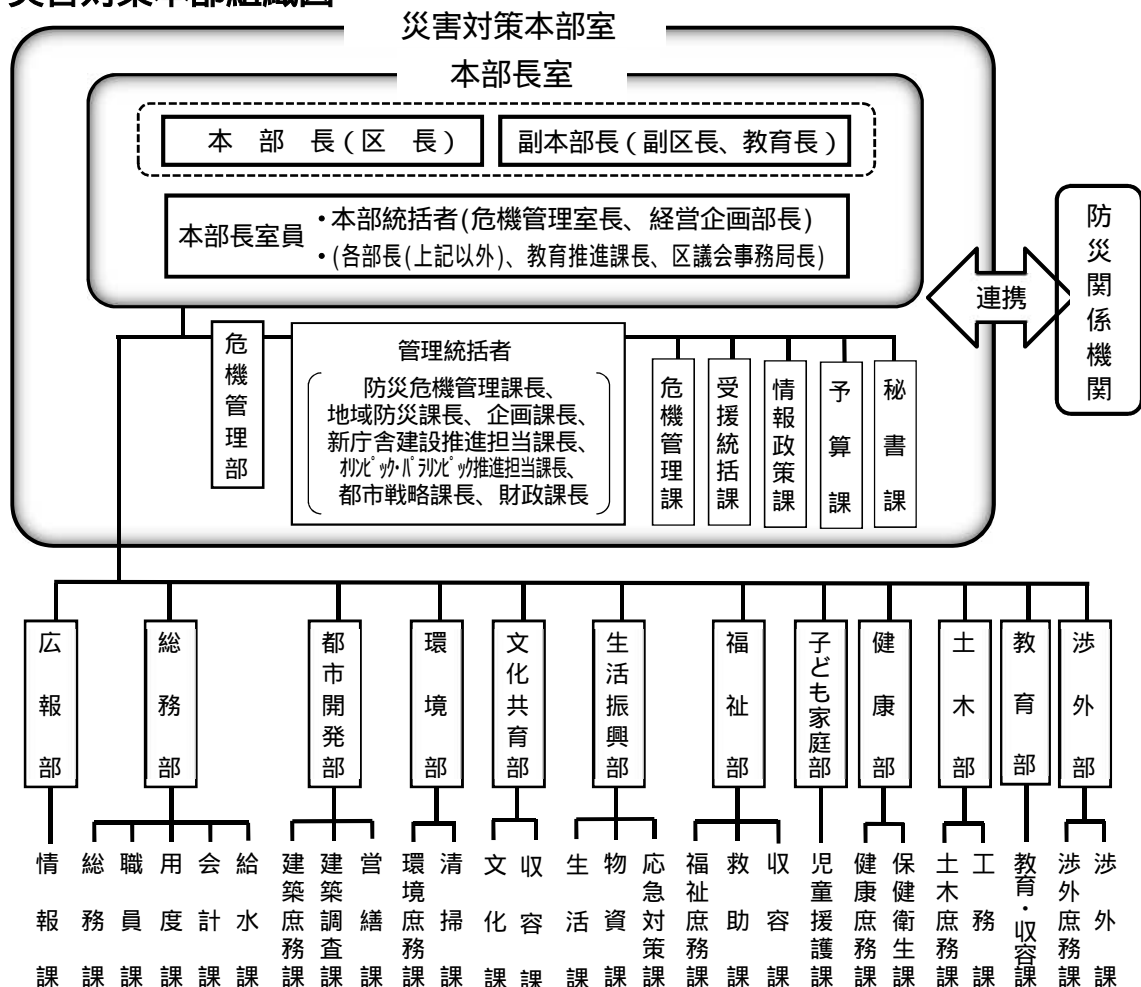 災害対策本部組織図
災害対策本部室
本部長室
本部長(区長)
副本部長(副区長、教育長)
本部長室員
・本部統括者(危機管理室長、経営企画部長)
・(各部長(上記以外)、教育推進課長、区議会事務局長)
連携
防災関係機関
危機管理部
管理統括者
防災危機管理課長、
地域防災課長、企画課長、
新庁舎建設推進担当課長、
オリンピック・パラリンピック推進担当課長、
都市戦略課長、財政課長
危機管理課
受援統括課
情報政策課
予算課
秘書課
広報部
総務部
都市開発部
環境部
文化共育部
生活振興部
福祉部
子ども家庭部
健康部
土木部
教育部
渉外部
情報課
総務課
職員課
用度課
会計課
給水課
建築庶務課
建築調査課
営繕課
環境庶務課
清掃課
文化課
収容課
生活課
物資課
応急対策課
福祉庶務課
救助課
収容課
児童援護課
健康庶務課
保健衛生課
土木庶務課
工務課
教育・収容課
渉外庶務課
渉外課